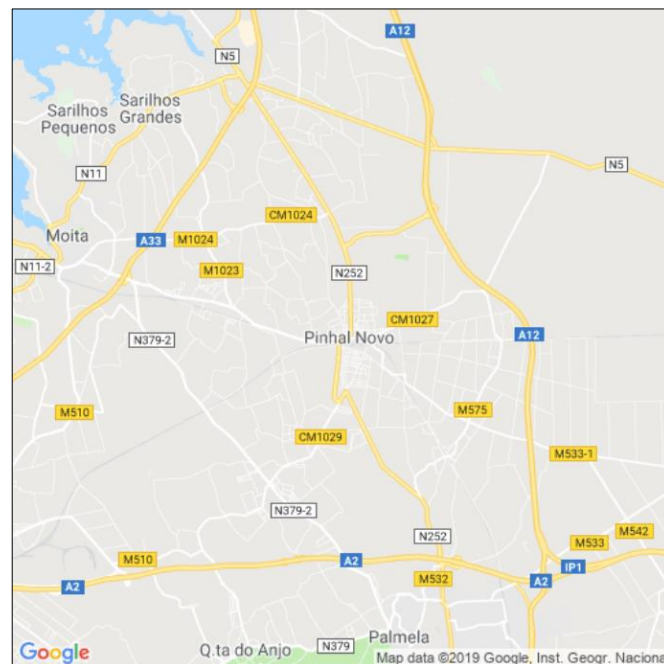 A12
N5
Sarilhos
Pequenos
Sarilhos
Grandes
N5
N11
CM1024
Moita
A33
M1024
N11-2
M1023
N252
CM1027
N379-2
Pinhal Novo
A12
M510
M575
CM1029
M533-1
N379-2
M542
N252
M533
M510
A2
IP1
A2
M532
A2
Q.ta do Anjo
N379
Palmela
Google
Map data ©2019 Google, Inst. Geogr. Naciona